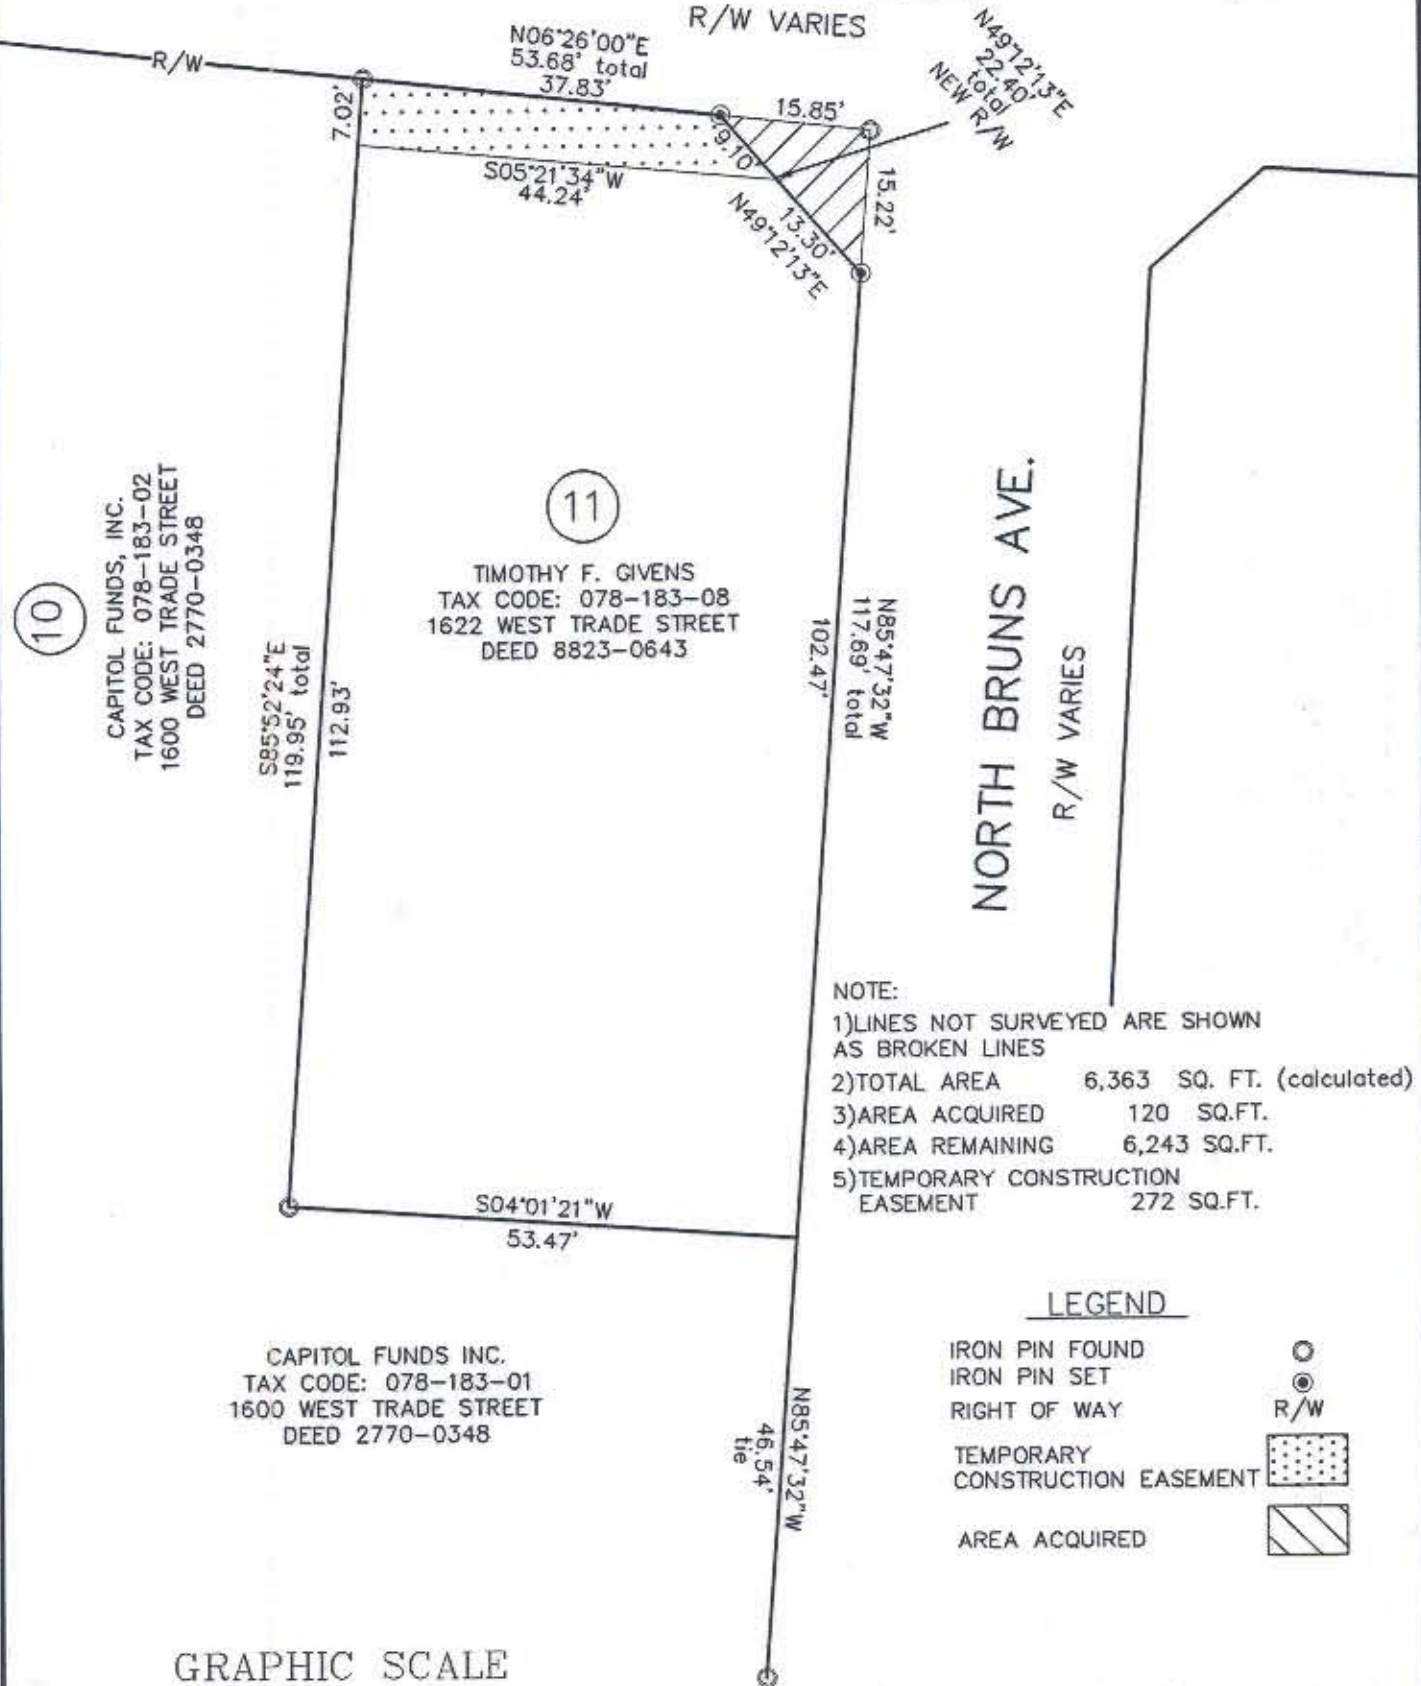 R/W VARIES
R/W
N06°26'00"E
53.68' total
37.83'
15.85'
N49°12'13"E
22.40'
total
NEW R/W
7.02'
9.10'
S05°21'34"W
44.24'
15.22'
13.30'
N49°12'13"E
11
TIMOTHY F. GIVENS
TAX CODE: 078-183-08
1622 WEST TRADE STREET
DEED 8823-0643
10
CAPITOL FUNDS, INC.
TAX CODE: 078-183-02
1600 WEST TRADE STREET
DEED 2770-0348
S85°52'24"E
119.95' total
112.93'
N85°47'32"W
117.69' total
102.47'
NORTH BRUNS AVE.
R/W VARIES
NOTE:
1)LINES NOT SURVEYED ARE SHOWN
AS BROKEN LINES
2)TOTAL AREA 6,363 SQ. FT. (calculated)
3)AREA ACQUIRED 120 SQ.FT.
4)AREA REMAINING 6,243 SQ.FT.
5)TEMPORARY CONSTRUCTION
EASEMENT 272 SQ.FT.
S04°01'21"W
53.47'
CAPITOL FUNDS INC.
TAX CODE: 078-183-01
1600 WEST TRADE STREET
DEED 2770-0348
N85°47'32"W
46.54'
tie
LEGEND
IRON PIN FOUND
IRON PIN SET
RIGHT OF WAY R/W
TEMPORARY
CONSTRUCTION EASEMENT
AREA ACQUIRED
GRAPHIC SCALE